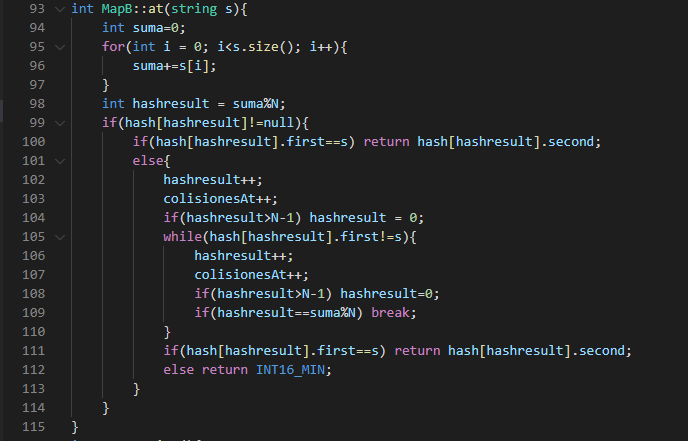 93 int MapB::at(string s){
94     int suma=0;
95     for(int i = 0; i<s.size(); i++){
96         suma+=s[i];
97     }
98     int hashresult = suma%N;
99     if(hash[hashresult]!=null){
100         if(hash[hashresult].first==s) return hash[hashresult].second;
101         else{
102             hashresult++;
103             colisionesAt++;
104             if(hashresult>N-1) hashresult = 0;
105             while(hash[hashresult].first!=s){
106                 hashresult++;
107                 colisionesAt++;
108                 if(hashresult>N-1) hashresult=0;
109                 if(hashresult==suma%N) break;
110             }
111             if(hash[hashresult].first==s) return hash[hashresult].second;
112             else return INT16_MIN;
113         }
114     }
115 }